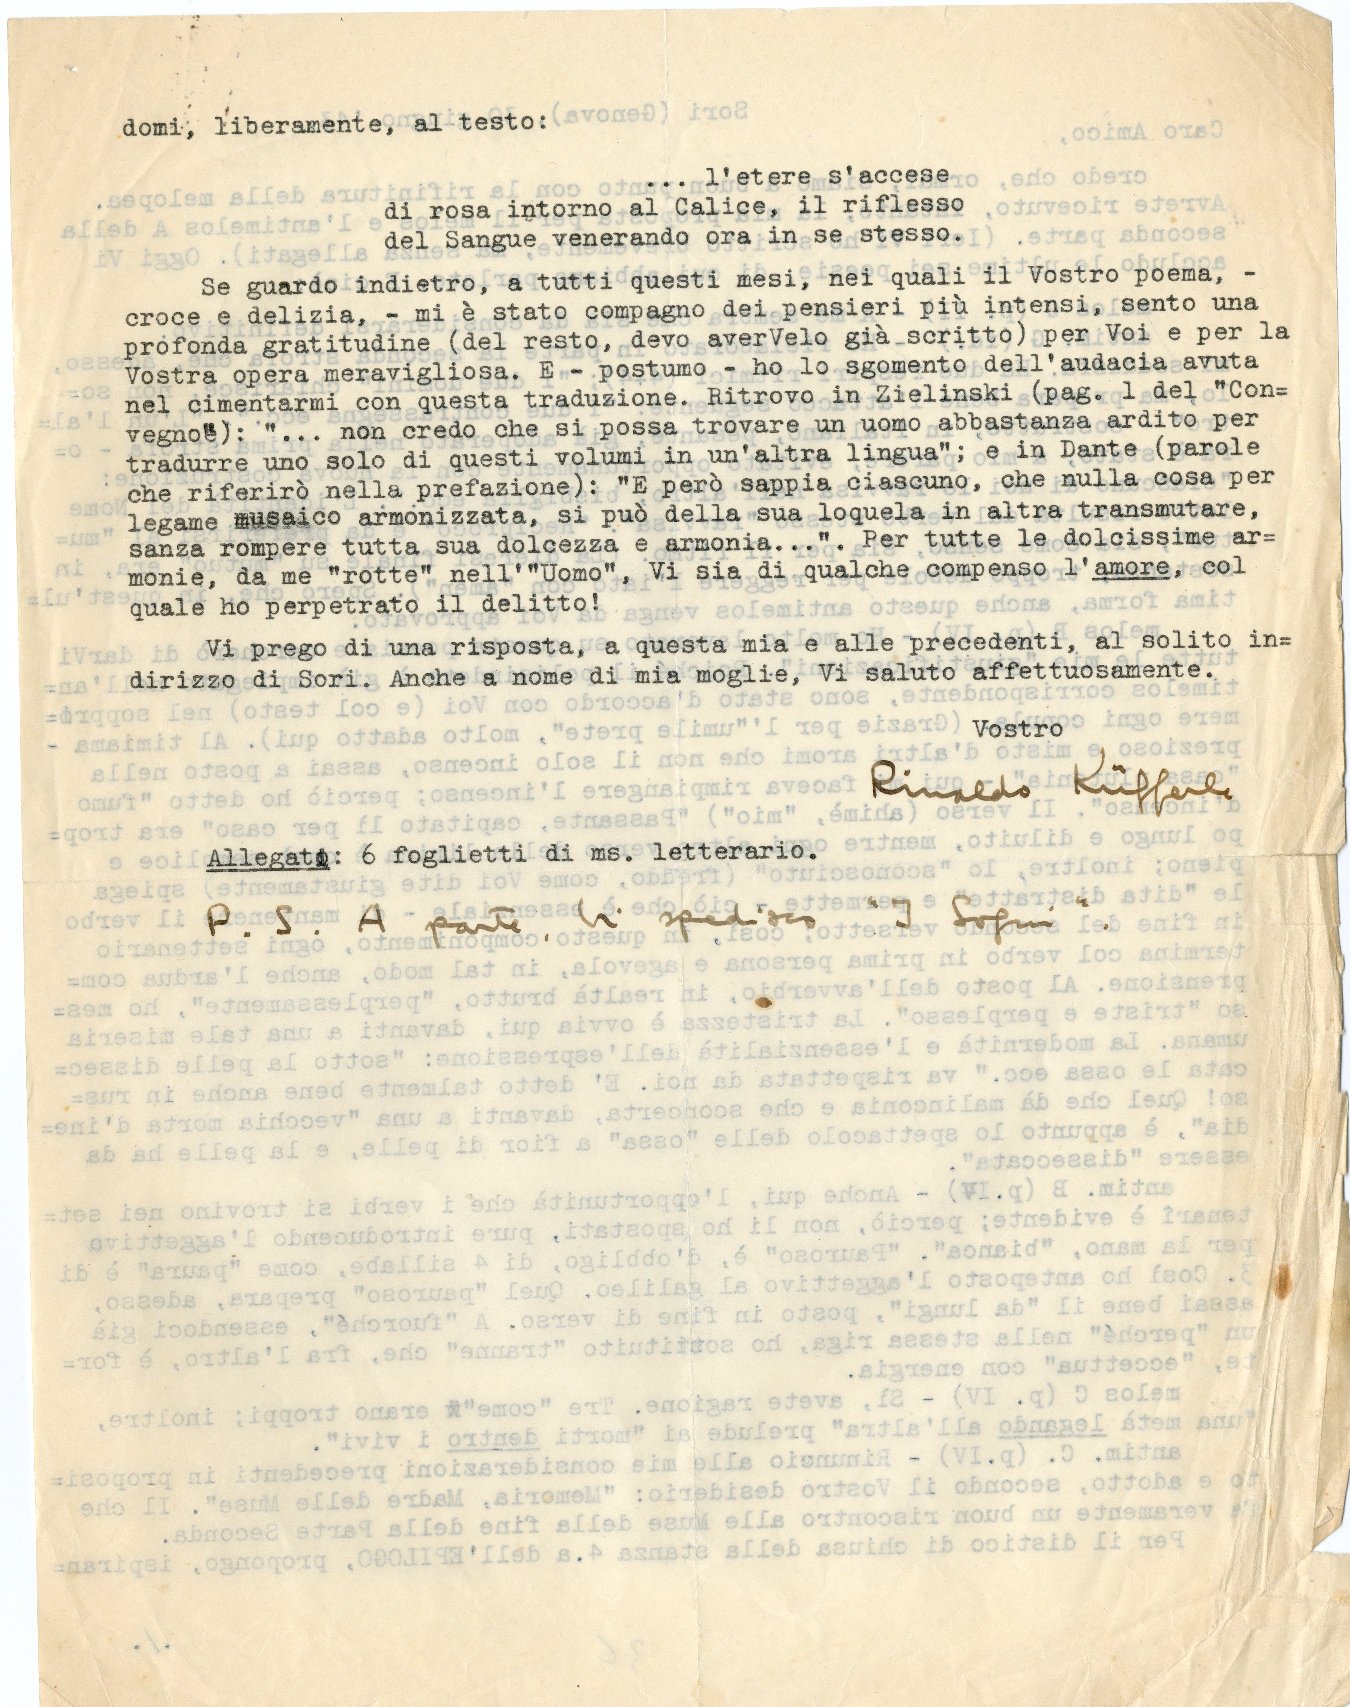 domi, liberamente, al testo:
... l'etere s'accese
di rosa intorno al Calice, il riflesso
del Sangue venerando ora in se stesso.
Se guardo indietro, a tutti questi mesi, nei quali il Vostro poema, -
croce e delizia, - mi è stato compagno dei pensieri più intensi, sento una
profonda gratitudine (del resto, devo averVelo già scritto) per Voi e per la
Vostra opera meravigliosa. E - postumo - ho lo sgomento dell'audacia avuta
nel cimentarmi con questa traduzione. Ritrovo in Zielinski (pag. 1 del "Con=
vegno"): "... non credo che si possa trovare un uomo abbastanza ardito per
tradurre uno solo di questi volumi in un'altra lingua"; e in Dante (parole
che riferirò nella prefazione): "E però sappia ciascuno, che nulla cosa per
legame musaico armonizzata, si può della sua loquela in altra transmutare,
sanza rompere tutta sua dolcezza e armonia...". Per tutte le dolcissime ar=
monie, da me "rotte" nell'"Uomo", Vi sia di qualche compenso l'amore, col
quale ho perpetrato il delitto!
Vi prego di una risposta, a questa mia e alle precedenti, al solito in=
dirizzo di Sori. Anche a nome di mia moglie, Vi saluto affettuosamente.
Vostro
Rinaldo Küfferle
Allegati: 6 foglietti di ms. letterario.
P. S. A parte, Vi spedisco "I Sogni".